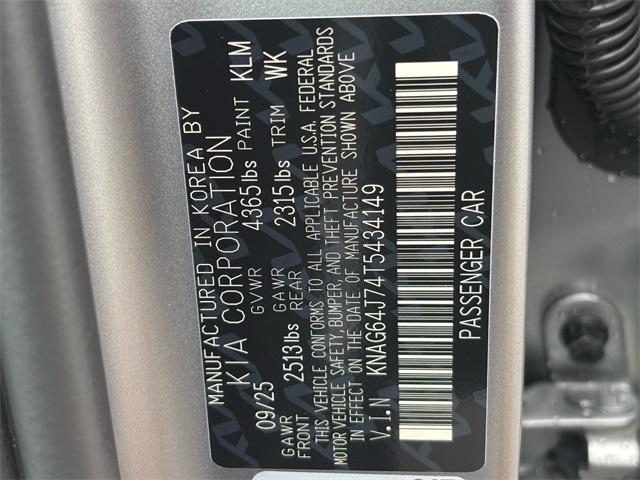 MANUFACTURED IN KOREA BY
KIA CORPORATION
09/25 GVWR 4365lbs PAINT KLM
GAWR FRONT 2513lbs GAWR REAR 2315lbs TRIM WK
THIS VEHICLE CONFORMS TO ALL APPLICABLE U.S.A. FEDERAL
MOTOR VEHICLE SAFETY, BUMPER, AND THEFT PREVENTION STANDARDS
IN EFFECT ON THE DATE OF MANUFACTURE SHOWN ABOVE
V.I.N KNAG64J74T5434149
PASSENGER CAR